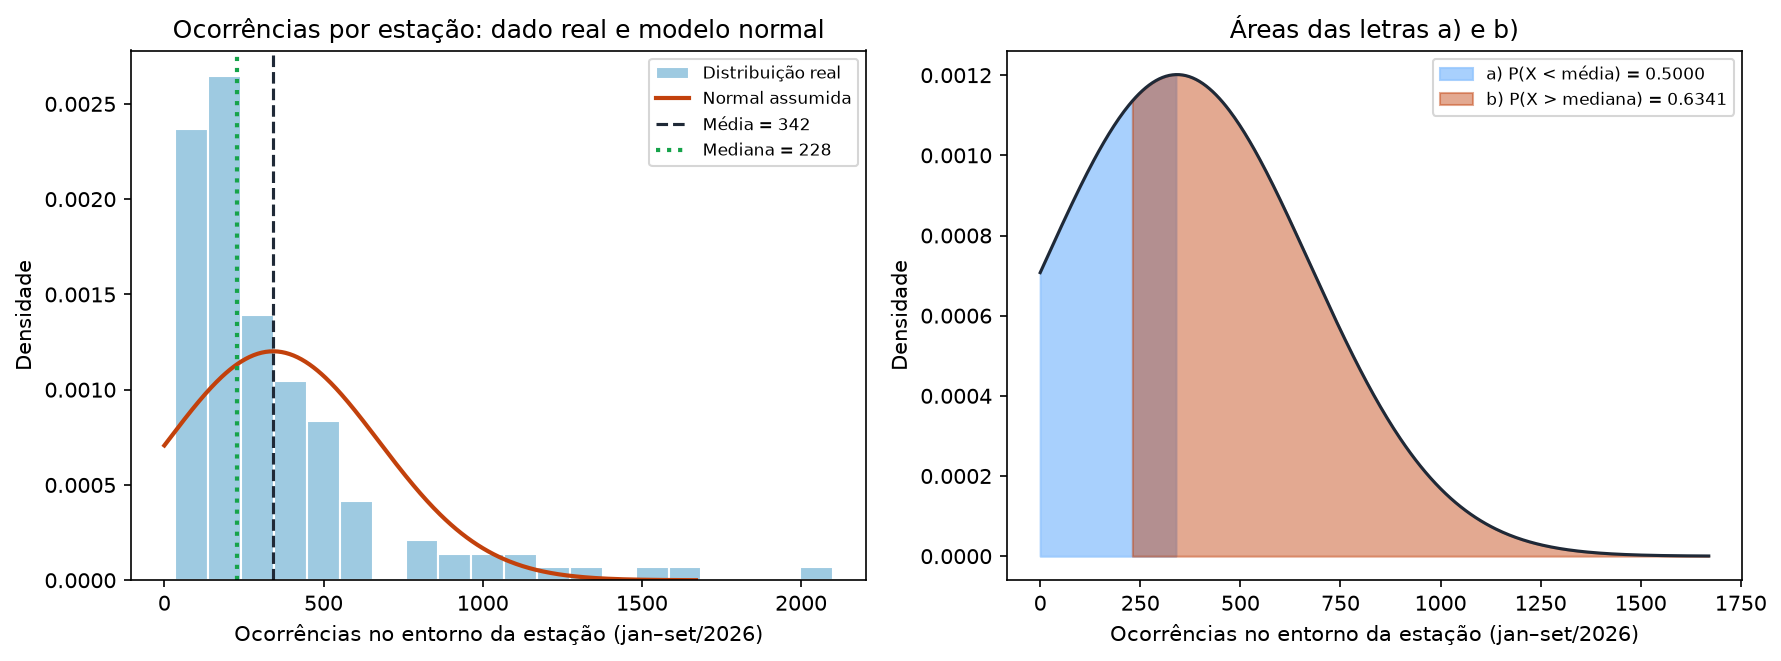 Ocorrências por estação: dado real e modelo normal
Distribuição real
Normal assumida
Média = 342
Mediana = 228
Densidade
0.0025
0.0020
0.0015
0.0010
0.0005
0.0000
0 500 1000 1500 2000
Ocorrências no entorno da estação (jan–set/2026)
Áreas das letras a) e b)
a) P(X < média) = 0.5000
b) P(X > mediana) = 0.6341
Densidade
0.0012
0.0010
0.0008
0.0006
0.0004
0.0002
0.0000
0 250 500 750 1000 1250 1500 1750
Ocorrências no entorno da estação (jan–set/2026)